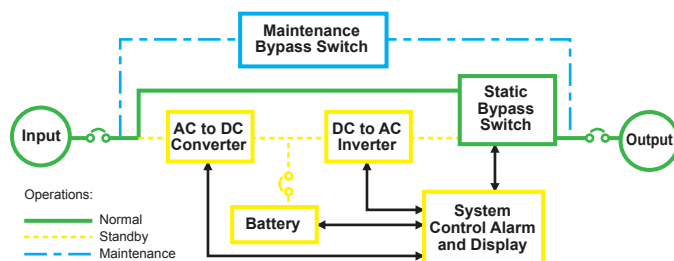 Maintenance
Bypass Switch
Static
Bypass
Switch
Input
AC to DC
Converter
DC to AC
Inverter
Output
Operations:
Normal
Standby
Maintenance
Battery
System
Control Alarm
and Display